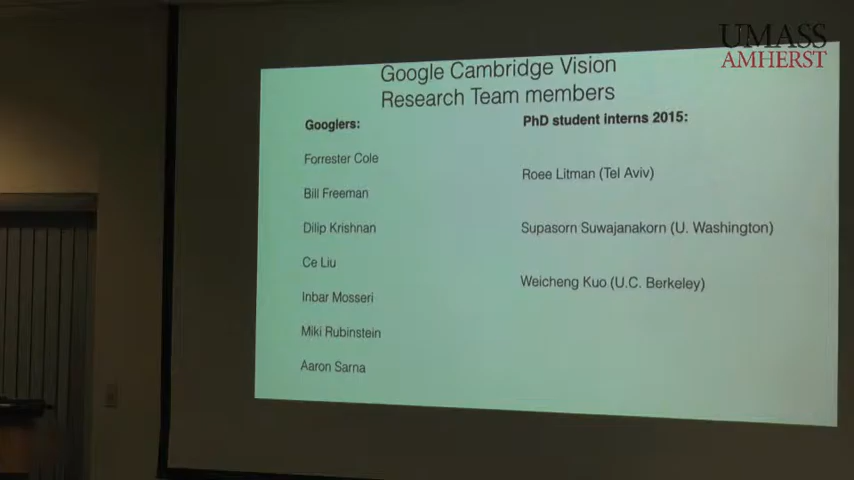 UMASS
AMHERST
Google Cambridge Vision
Research Team members
Googlers:
Forrester Cole
Bill Freeman
Dilip Krishnan
Ce Liu
Inbar Mosseri
Miki Rubinstein
Aaron Sarna
PhD student interns 2015:
Roee Litman (Tel Aviv)
Supasorn Suwajanakorn (U. Washington)
Weicheng Kuo (U.C. Berkeley)